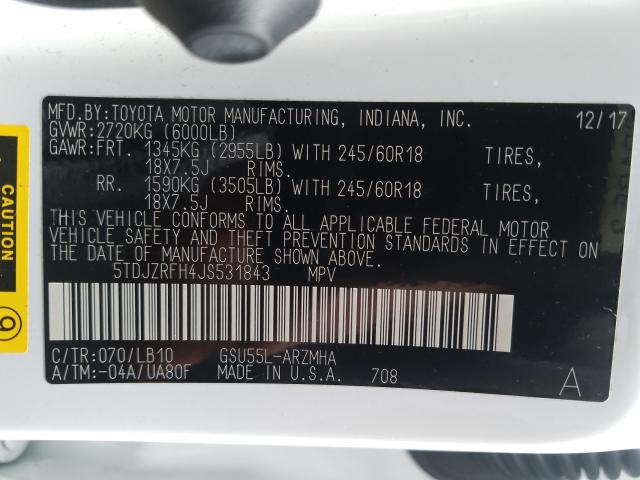 MFD.BY:TOYOTA MOTOR MANUFACTURING, INDIANA, INC. 12/17
GVWR:2720KG (6000LB)
GAWR:FRT. 1345KG (2955LB) WITH 245/60R18 TIRES,
18X7.5J RIMS.
RR. 1590KG (3505LB) WITH 245/60R18 TIRES,
18X7.5J RIMS.
THIS VEHICLE CONFORMS TO ALL APPLICABLE FEDERAL MOTOR
VEHICLE SAFETY AND THEFT PREVENTION STANDARDS IN EFFECT ON
THE DATE OF MANUFACTURE SHOWN ABOVE.
5TDJZRFH4JS531843 MPV
C/TR:070/LB10 GSU55L-ARZMHA
A/TM:-04A/UA80F MADE IN U.S.A. 708
A
CAUTION